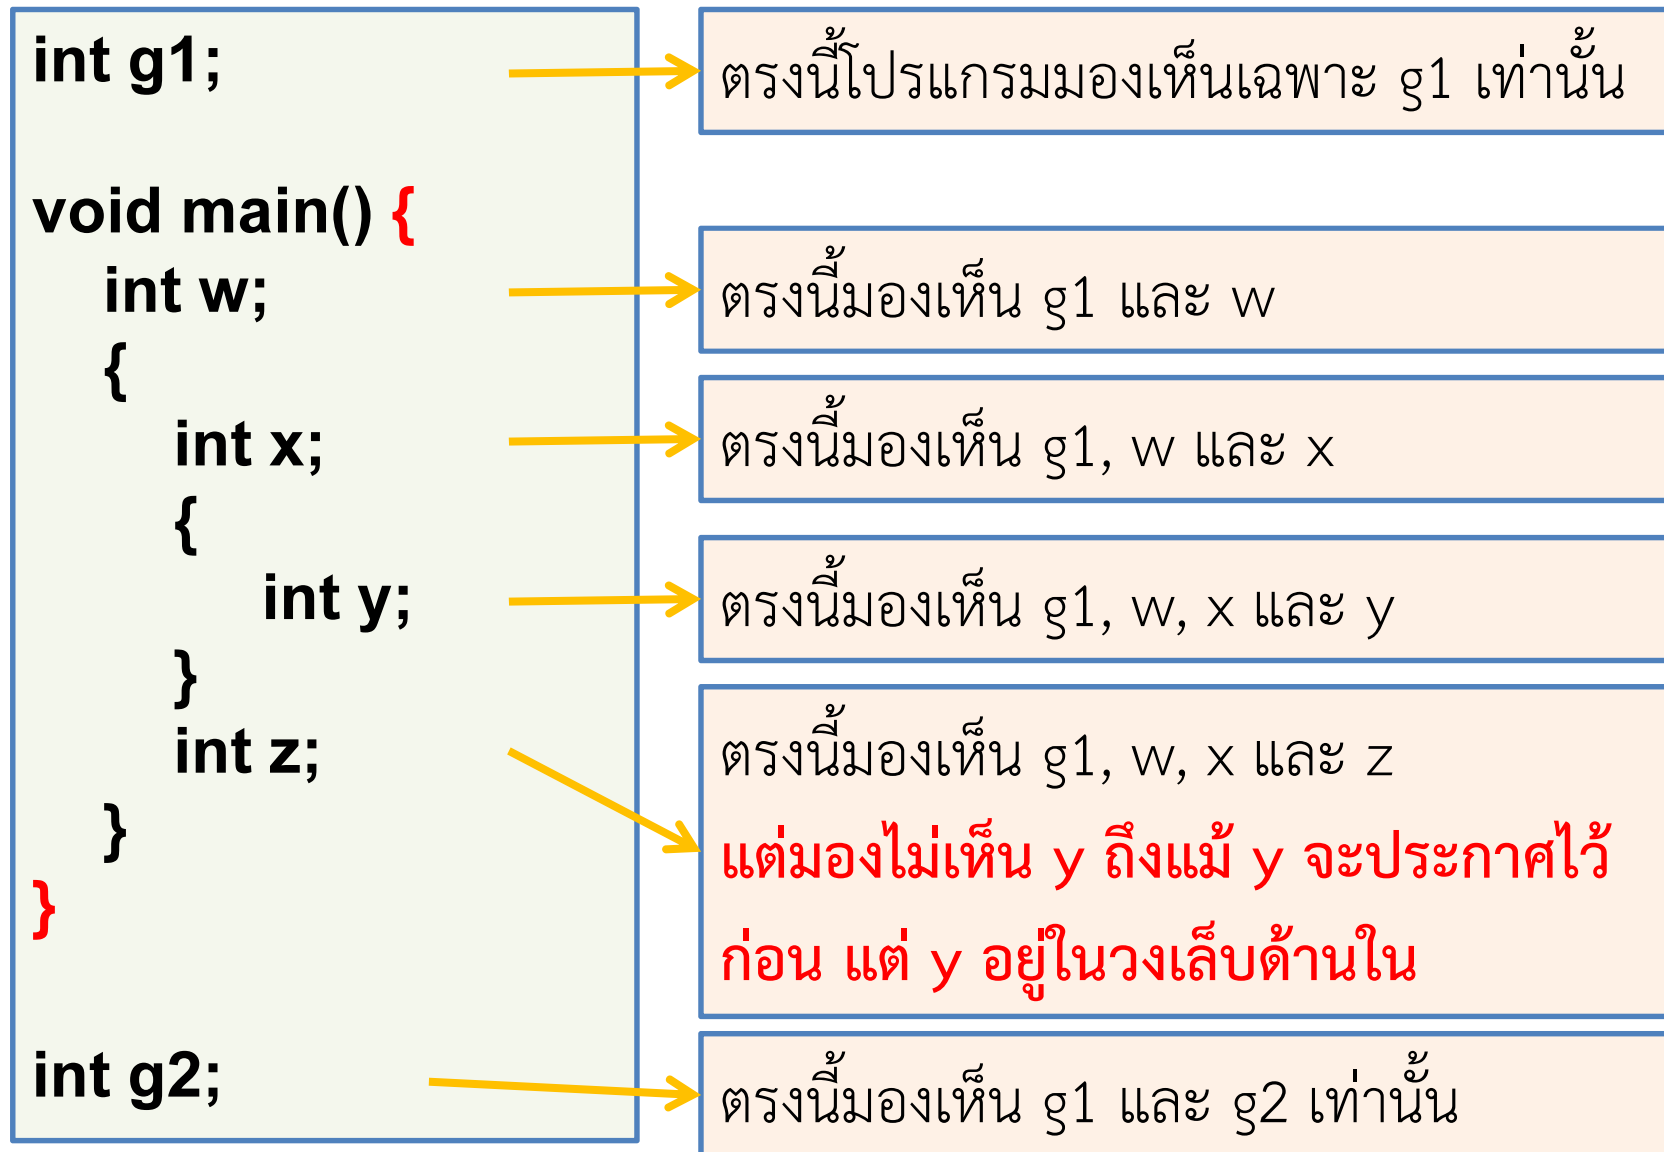 int g1;
ตรงนี้โปรแกรมมองเห็นเฉพาะ g1 เท่านั้น
void main() {
int w;
ตรงนี้มองเห็น g1 และ w
{
int x;
ตรงนี้มองเห็น g1, w และ x
{
int y;
ตรงนี้มองเห็น g1, w, x และ y
}
int z;
ตรงนี้มองเห็น g1, w, x และ z
แต่มองไม่เห็น y ถึงแม้ y จะประกาศไว้
ก่อน แต่ y อยู่ในวงเล็บด้านใน
}
}
int g2;
ตรงนี้มองเห็น g1 และ g2 เท่านั้น